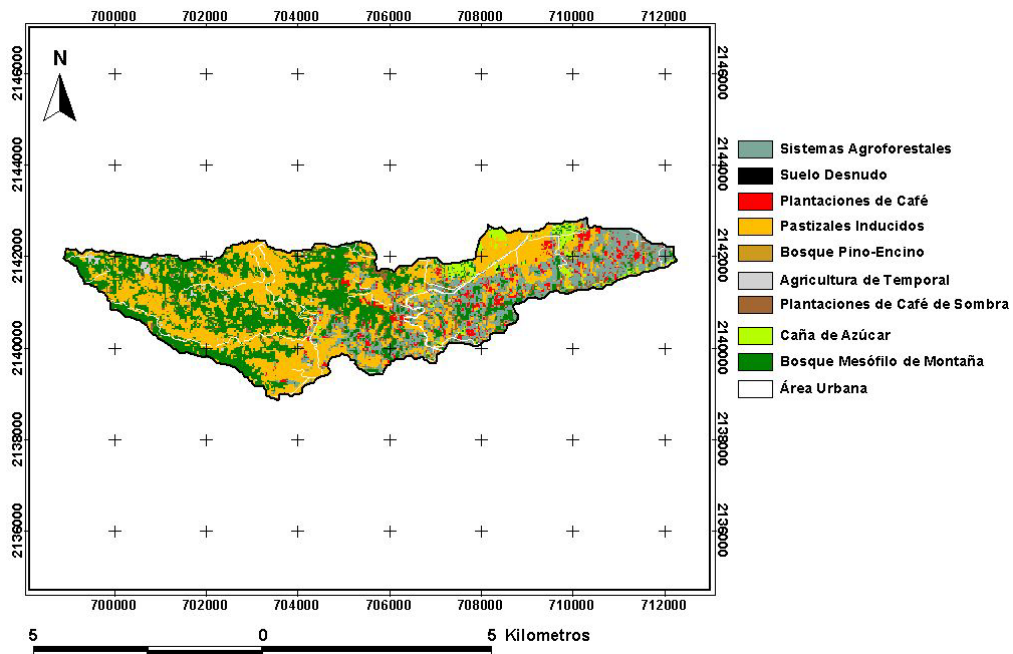 700000 702000 704000 706000 708000 710000 712000
N
2146000 2146000
2144000 2144000
2142000 2142000
2140000 2140000
2138000 2138000
2136000 2136000
Sistemas Agroforestales
Suelo Desnudo
Plantaciones de Café
Pastizales Inducidos
Bosque Pino-Encino
Agricultura de Temporal
Plantaciones de Café de Sombra
Caña de Azúcar
Bosque Mesófilo de Montaña
Área Urbana
700000 702000 704000 706000 708000 710000 712000
5 0 5 Kilometros